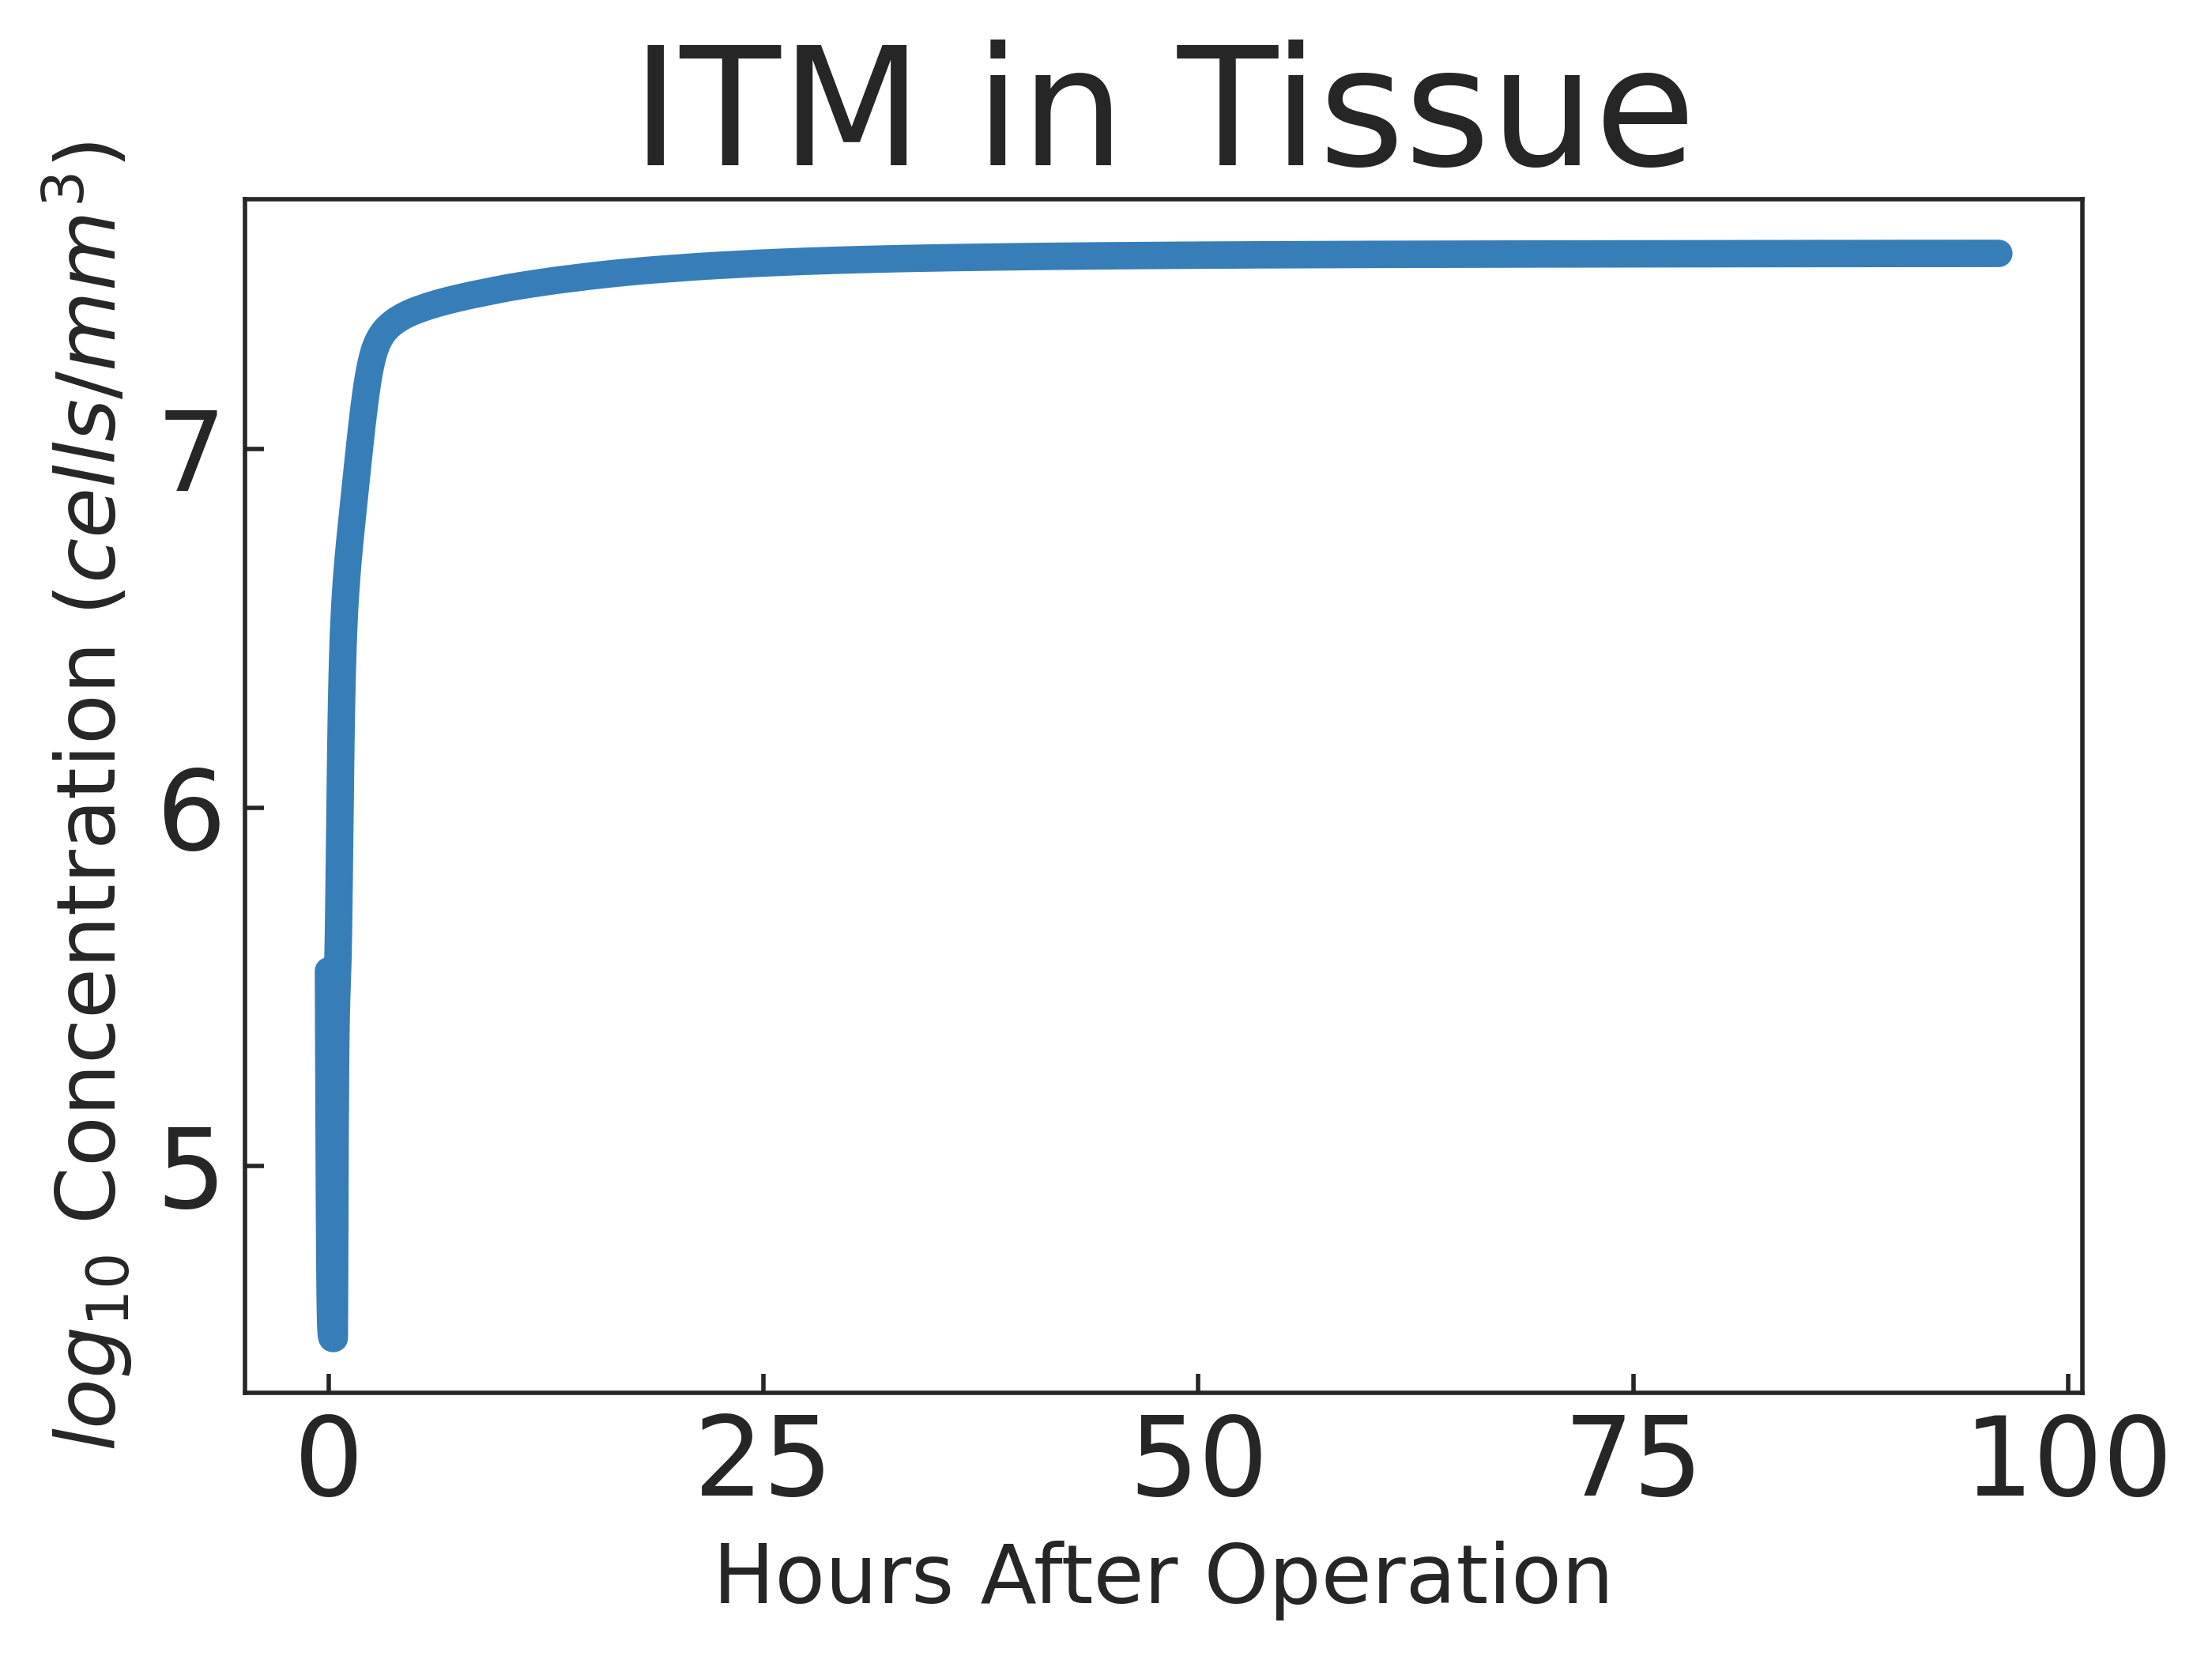 ITM in Tissue
log₁₀ Concentration (cells/mm³)
7
6
5
0 25 50 75 100
Hours After Operation